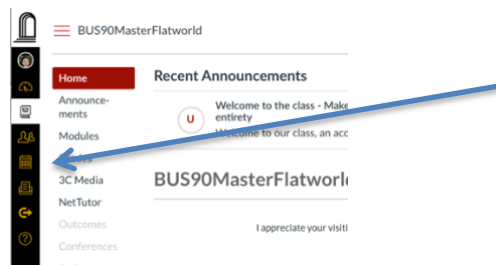 BUS90MasterFlatworld
Home
Recent Announcements
Announce-
ments
U
Welcome to the class - Make
entirety
Welcome to our class, an acc
Modules
3C Media
BUS90MasterFlatworl
NetTutor
Outcomes
I appreciate your visiti
Conferences